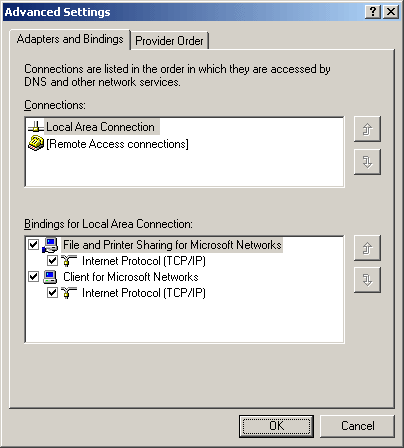 Advanced Settings
Adapters and Bindings Provider Order
Connections are listed in the order in which they are accessed by
DNS and other network services.
Connections:
Local Area Connection
[Remote Access connections]
Bindings for Local Area Connection:
File and Printer Sharing for Microsoft Networks
Internet Protocol (TCP/IP)
Client for Microsoft Networks
Internet Protocol (TCP/IP)
OK Cancel